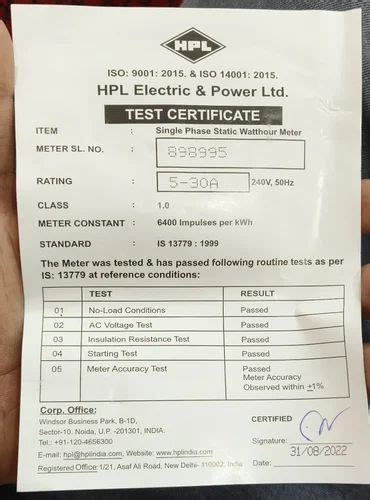 HPL
ISO: 9001: 2015. & ISO 14001: 2015.
HPL Electric & Power Ltd.
TEST CERTIFICATE
ITEM Single Phase Static Watthour Meter
METER SL. NO. 898995
RATING 5-30A 240V, 50Hz
CLASS 1.0
METER CONSTANT : 6400 Impulses per kWh
STANDARD : IS 13779 : 1999
The Meter was tested & has passed following routine tests as per
IS: 13779 at reference conditions:
TEST RESULT
01 No-Load Conditions Passed
02 AC Voltage Test Passed
03 Insulation Resistance Test Passed
04 Starting Test Passed
05 Meter Accuracy Test Passed
Meter Accuracy
Observed within ±1%
Corp. Office:
Windsor Business Park, B-1D,
Sector-10. Noida, U.P. -201301, INDIA.
Tel.: +91-120-4656300
E-mail: hpl@hplindia.com, Website: www.hplindia.com
Registered Office:1/21, Asaf Ali Road, New Delhi- 110002, India
CERTIFIED
Signature:
Date: 31/08/2022